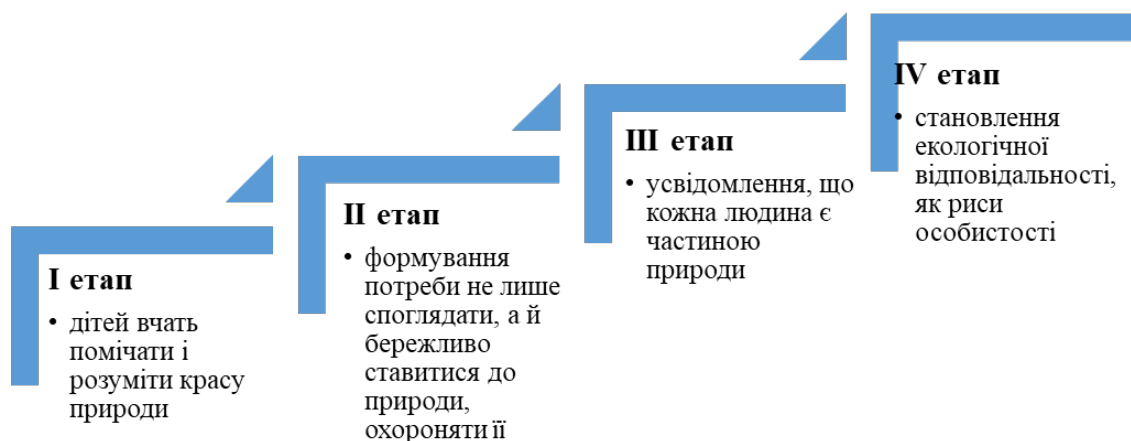 I етап
• дітей вчать
помічати і
розуміти красу
природи
II етап
• формування
потреби не лише
споглядати, а й
бережливо
ставитися до
природи,
охороняти її
III етап
• усвідомлення, що
кожна людина є
частиною
природи
IV етап
• становлення
екологічної
відповідальності,
як риси
особистості